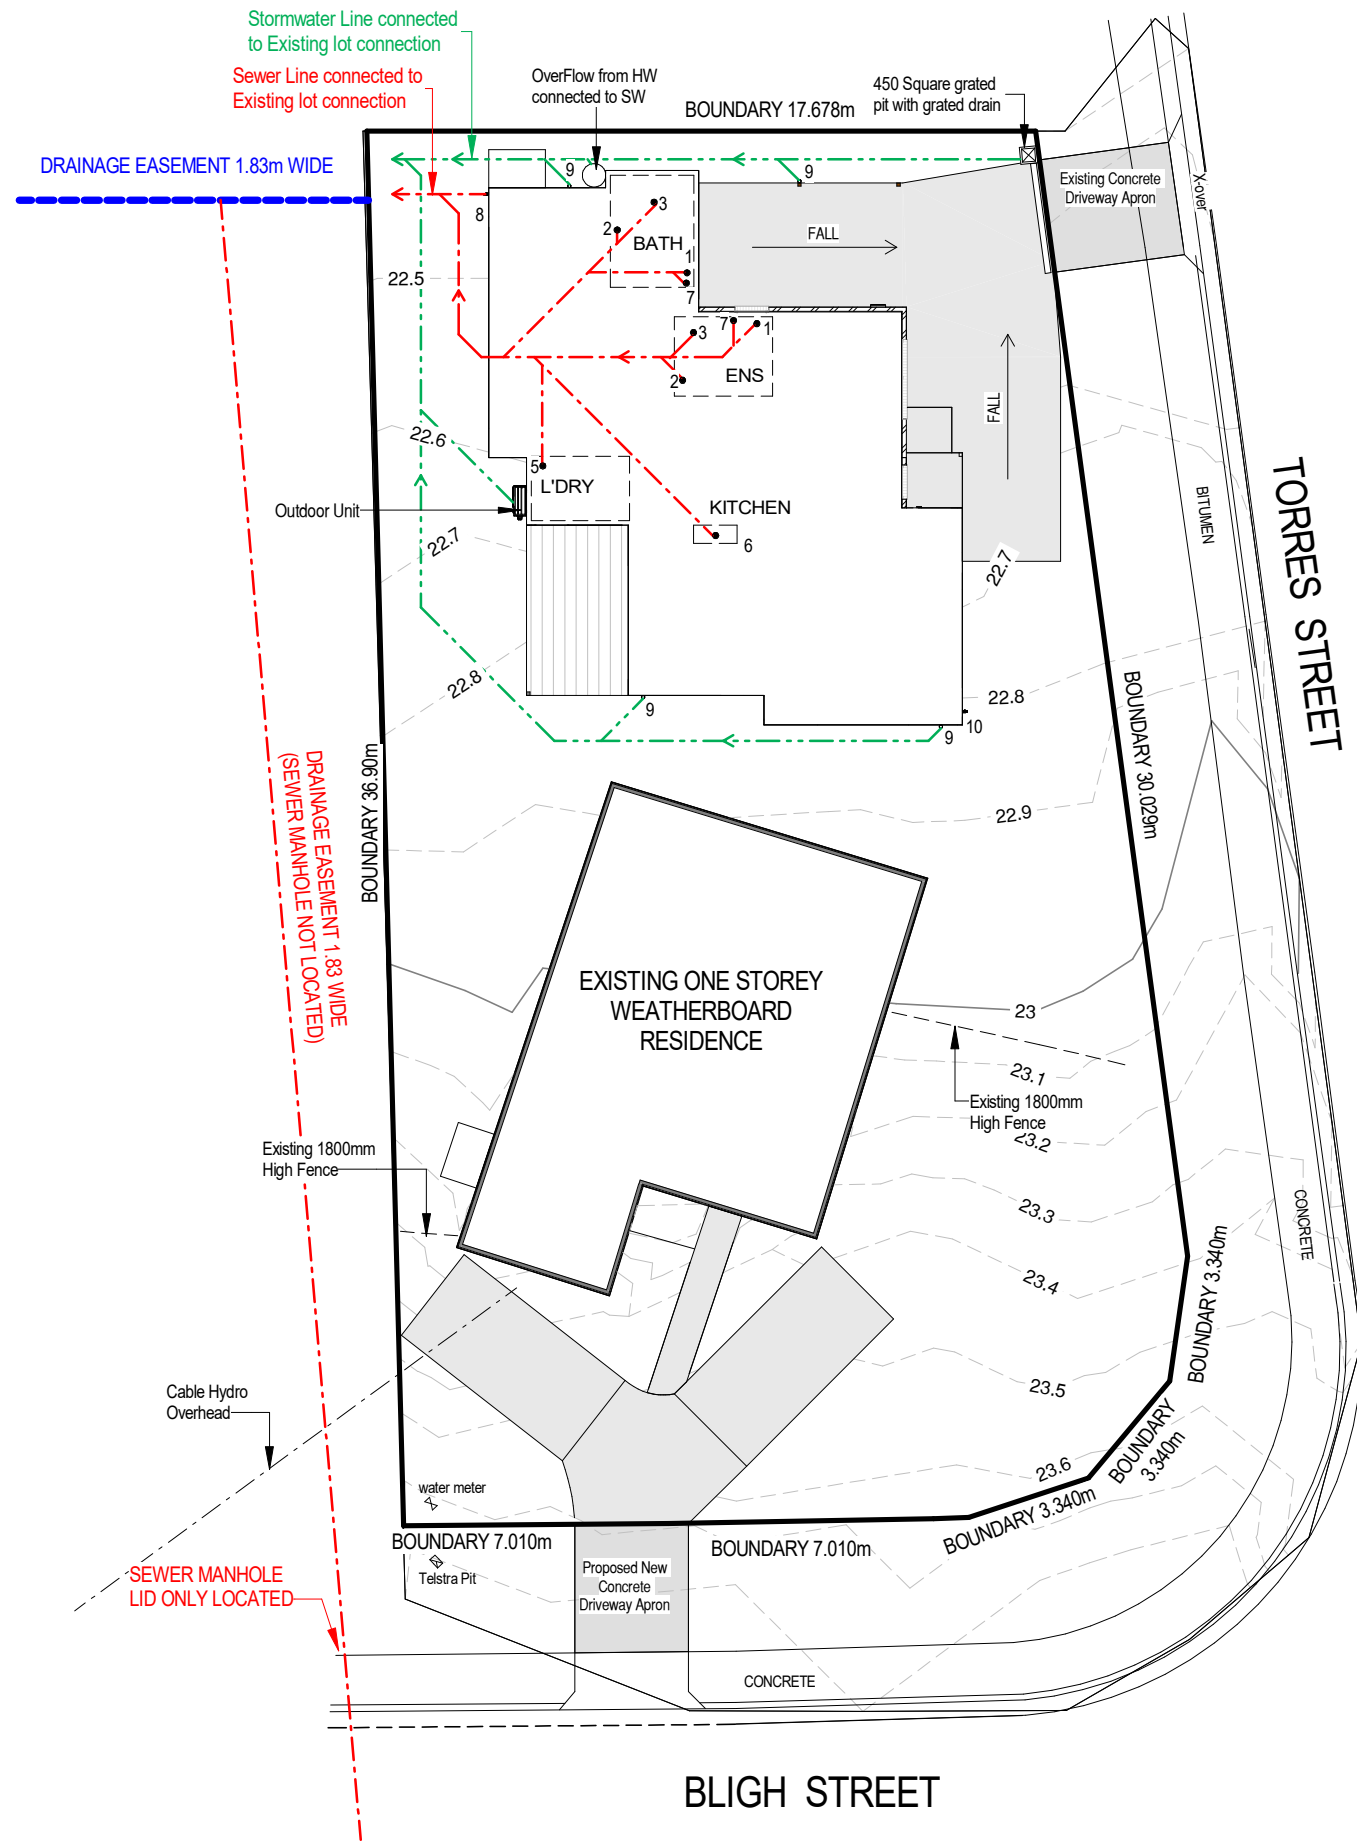 Stormwater Line connected
to Existing lot connection
Sewer Line connected to
Existing lot connection
OverFlow from HW
connected to SW
BOUNDARY 17.678m
450 Square grated
pit with grated drain
DRAINAGE EASEMENT 1.83m WIDE
Existing Concrete
Driveway Apron
X-over
9
9
8
3
2
BATH
1
7
FALL
22.5
7
1
3
2
ENS
FALL
22.6
5
L'DRY
KITCHEN
6
Outdoor Unit
22.7
22.7
BITUMEN
TORRES STREET
22.8
22.8
9
9
10
BOUNDARY 30.029m
BOUNDARY 36.90m
DRAINAGE EASEMENT 1.83 WIDE
(SEWER MANHOLE NOT LOCATED)
22.9
EXISTING ONE STOREY
WEATHERBOARD
RESIDENCE
23
23.1
Existing 1800mm
High Fence
23.2
Existing 1800mm
High Fence
23.3
CONCRETE
23.4
BOUNDARY 3.340m
23.5
Cable Hydro
Overhead
BOUNDARY
3.340m
23.6
water meter
BOUNDARY 3.340m
BOUNDARY 7.010m
BOUNDARY 7.010m
Telstra Pit
Proposed New
Concrete
Driveway Apron
SEWER MANHOLE
LID ONLY LOCATED
CONCRETE
BLIGH STREET